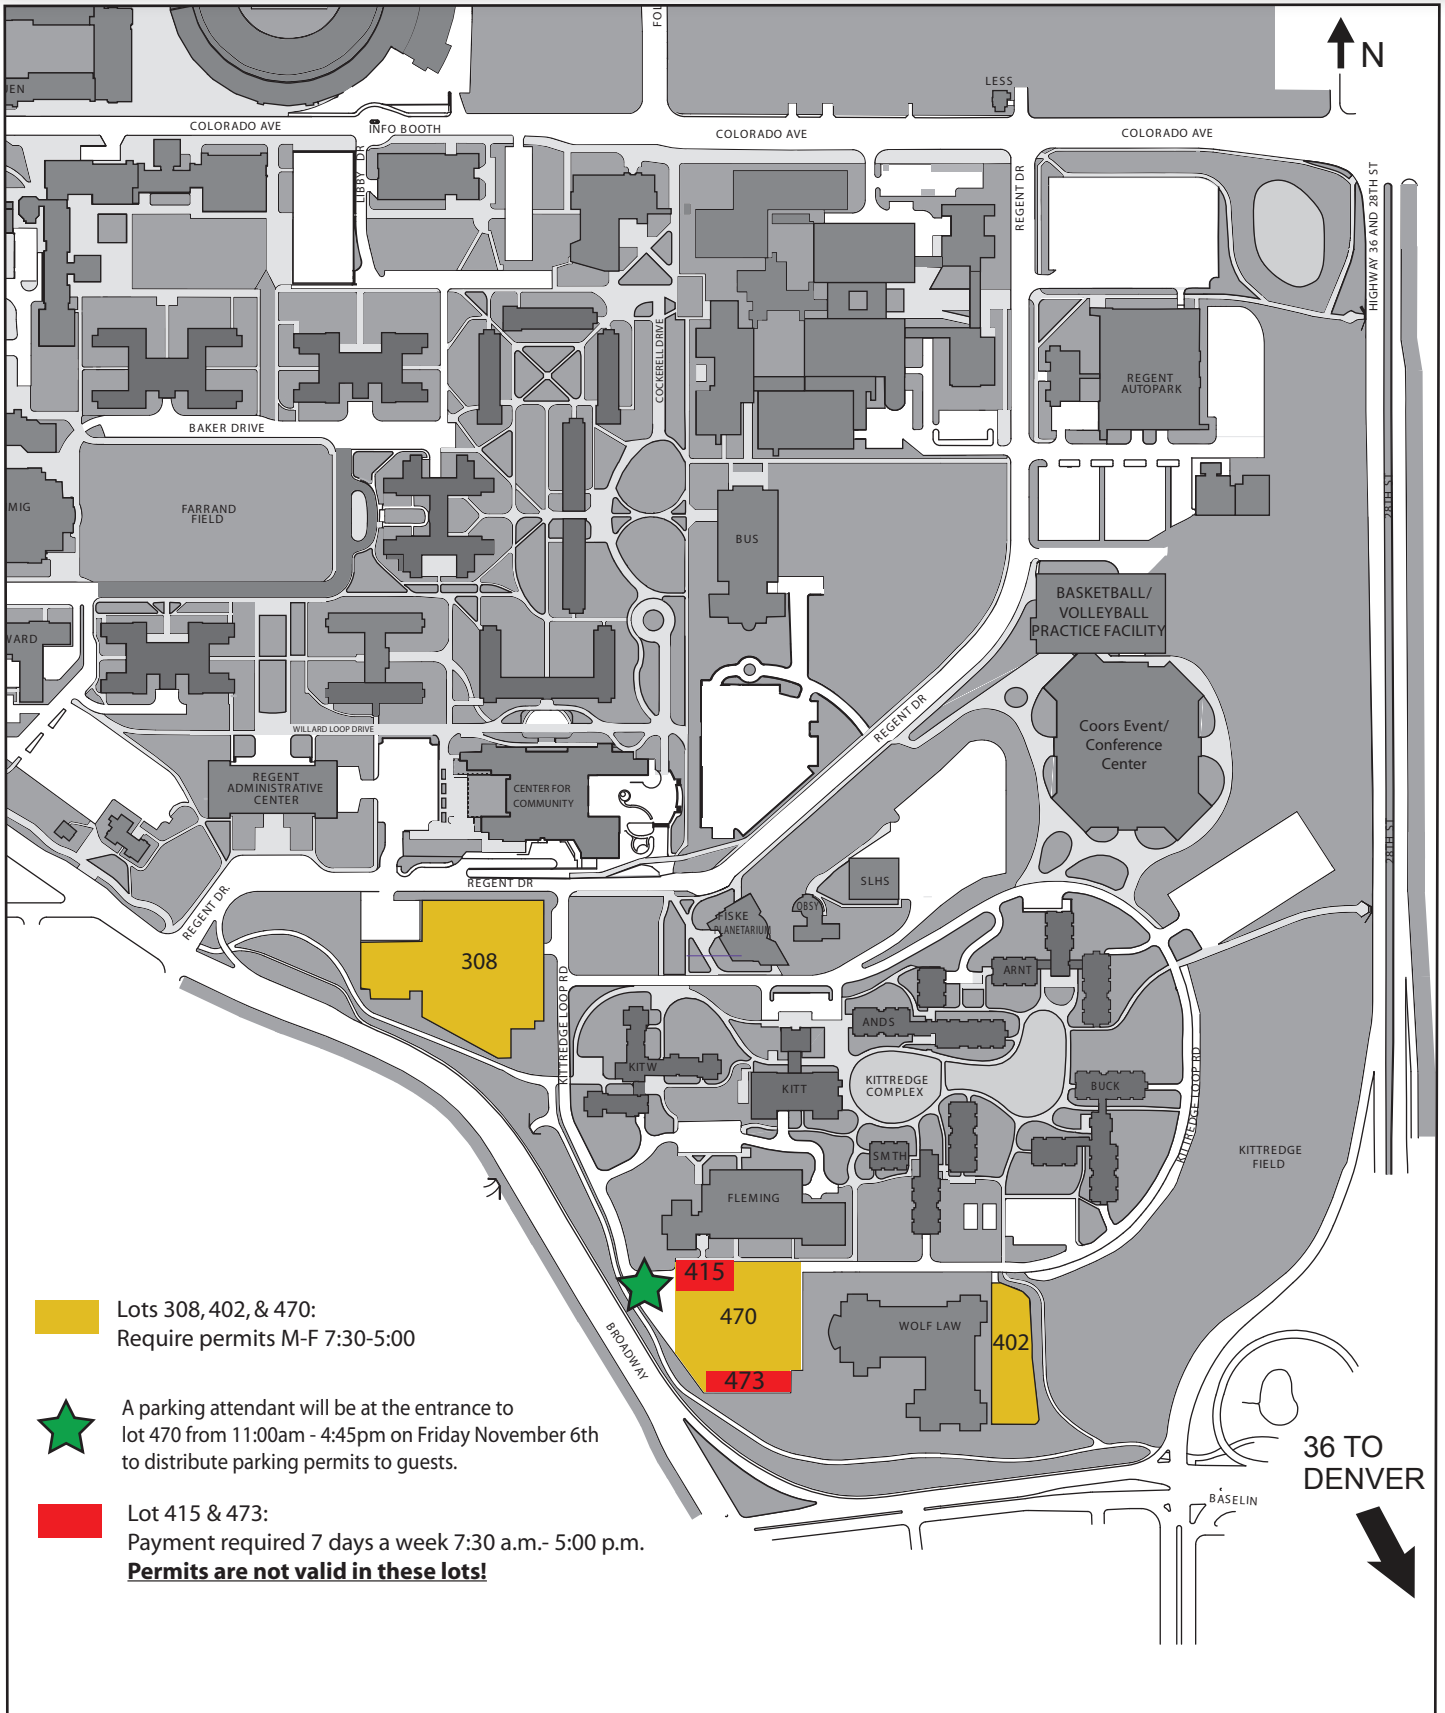 N
FOL
LESS
UEN
COLORADO AVE
INFO BOOTH
COLORADO AVE
COLORADO AVE
LIBBY DR
REGENT DR
HIGHWAY 36 AND 28TH ST
COCKERELL DRIVE
REGENT
AUTOPARK
BAKER DRIVE
MIG
FARRAND
FIELD
28TH ST
BUS
BASKETBALL/
VOLLEYBALL
PRACTICE FACILITY
WARD
REGENT DR
Coors Event/
Conference
Center
WILLARD LOOP DRIVE
REGENT
ADMINISTRATIVE
CENTER
CENTER FOR
COMMUNITY
28TH ST
REGENT DR
SLHS
REGENT DR.
OBSY
FISKE
PLANETARIUM
308
ARNT
KITTREDGE LOOP RD
ANDS
KITW
KITT
KITTREDGE
COMPLEX
BUCK
KITTREDGE LOOP RD
SMTH
KITTREDGE
FIELD
FLEMING
415
470
473
WOLF LAW
402
BROADWAY
Lots 308, 402, & 470:
Require permits M-F 7:30-5:00
A parking attendant will be at the entrance to
lot 470 from 11:00am - 4:45pm on Friday November 6th
to distribute parking permits to guests.
36 TO
DENVER
BASELIN
Lot 415 & 473:
Payment required 7 days a week 7:30 a.m.- 5:00 p.m.
Permits are not valid in these lots!